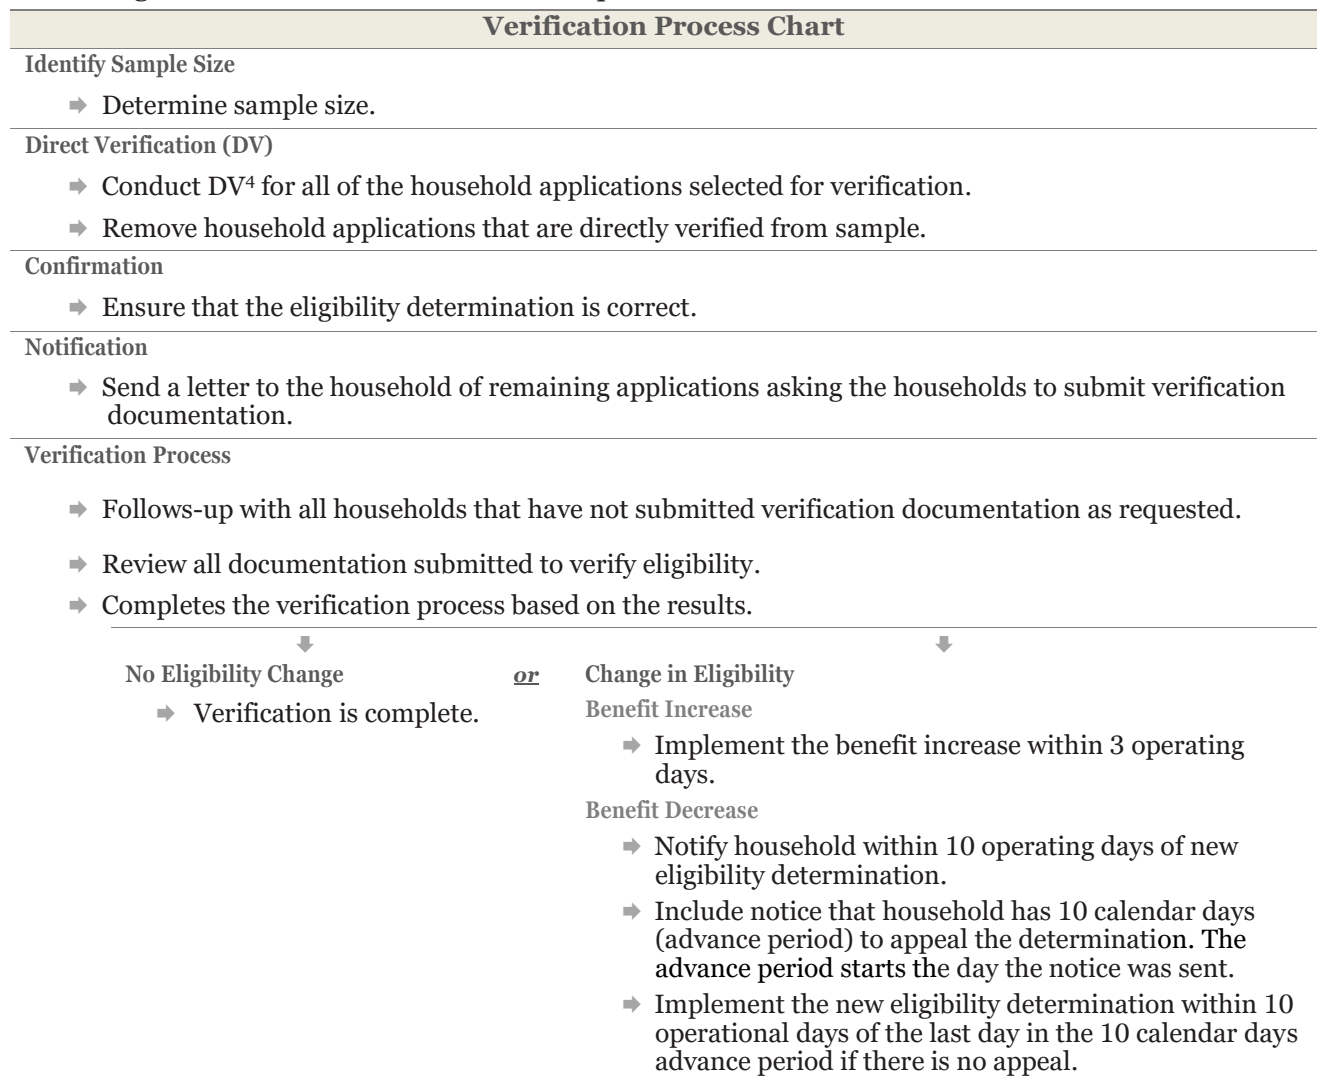 Verification Process Chart
Identify Sample Size
Determine sample size.
Direct Verification (DV)
Conduct DV⁴ for all of the household applications selected for verification.
Remove household applications that are directly verified from sample.
Confirmation
Ensure that the eligibility determination is correct.
Notification
Send a letter to the household of remaining applications asking the households to submit verification
documentation.
Verification Process
Follows-up with all households that have not submitted verification documentation as requested.
Review all documentation submitted to verify eligibility.
Completes the verification process based on the results.
No Eligibility Change
Verification is complete.
or
Change in Eligibility
Benefit Increase
Implement the benefit increase within 3 operating
days.
Benefit Decrease
Notify household within 10 operating days of new
eligibility determination.
Include notice that household has 10 calendar days
(advance period) to appeal the determination. The
advance period starts the day the notice was sent.
Implement the new eligibility determination within 10
operational days of the last day in the 10 calendar days
advance period if there is no appeal.